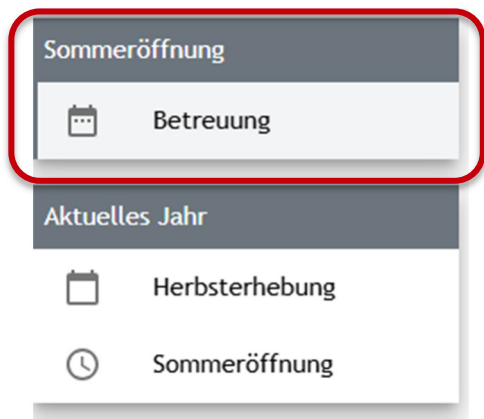 Sommeröffnung
Betreuung
Aktuelles Jahr
Herbsterhebung
Sommeröffnung